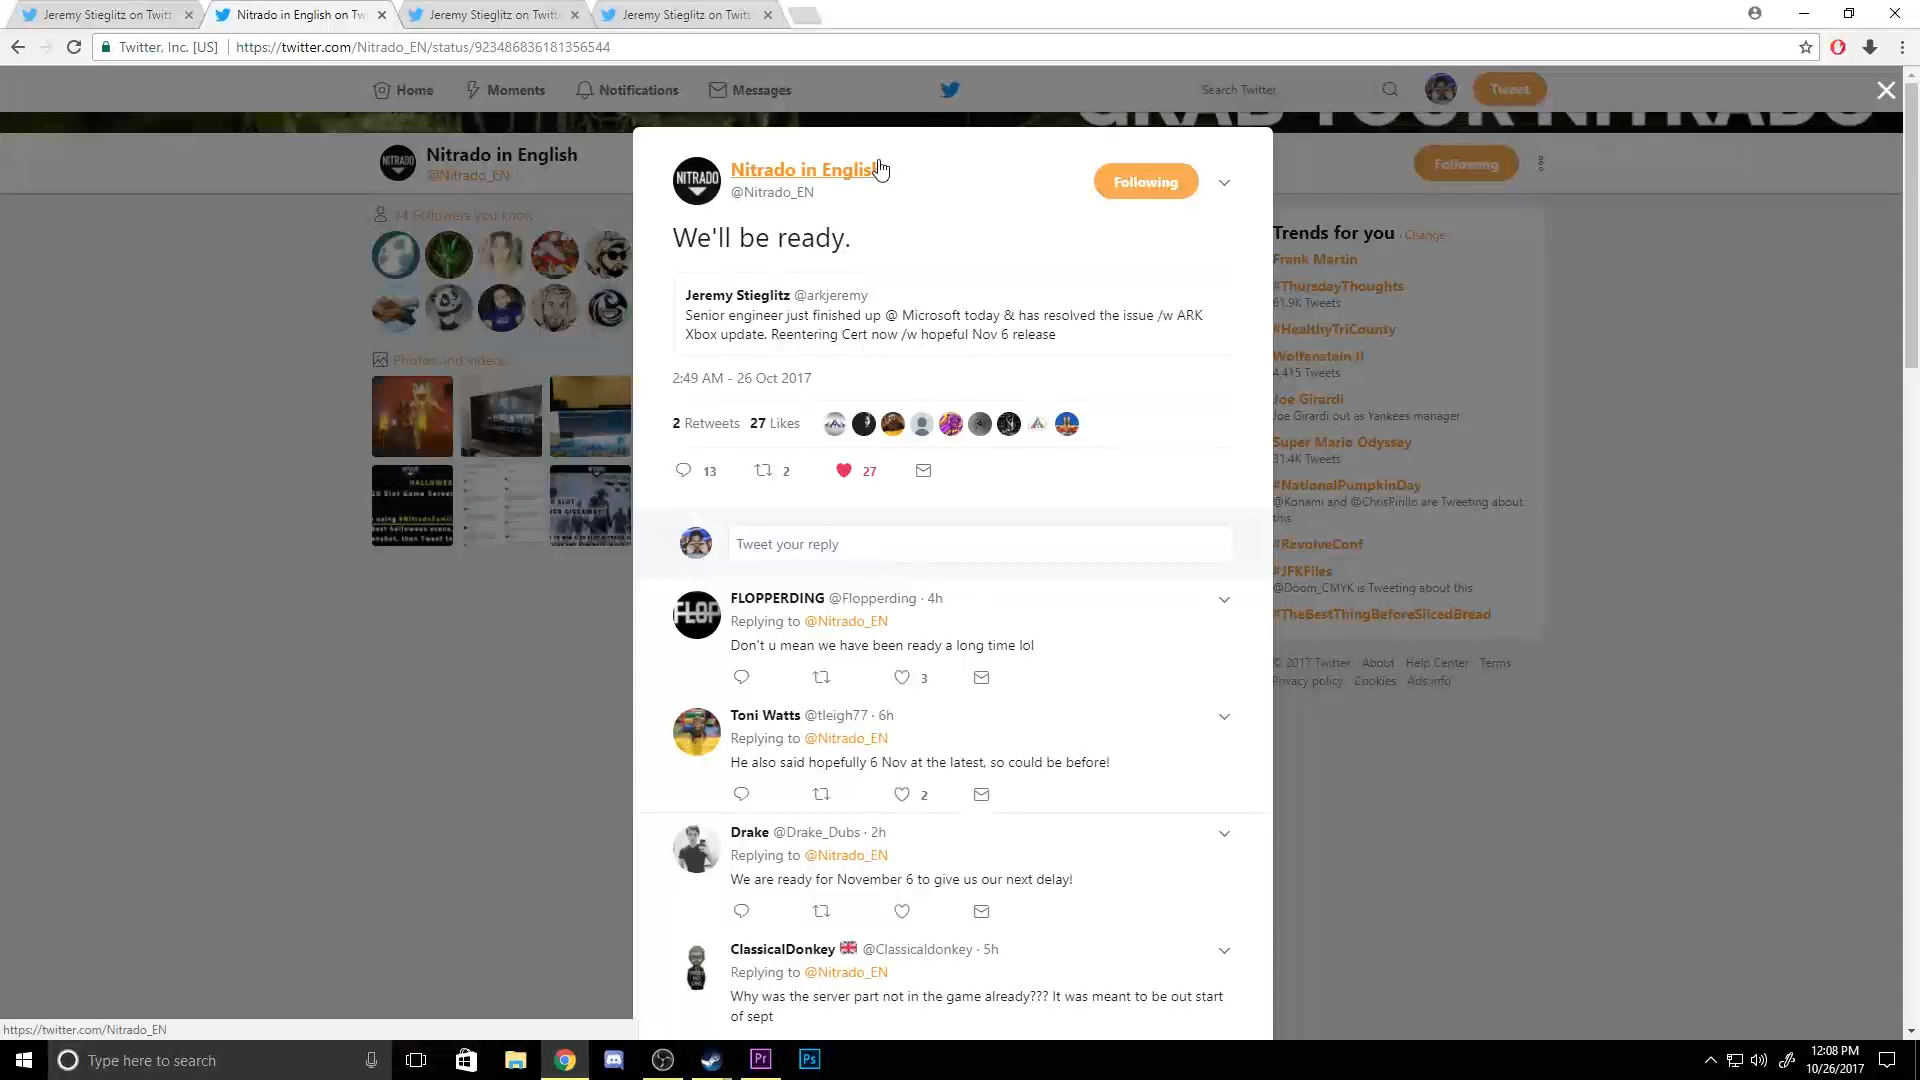 Jeremy Stieglitz on Twitt
Nitrado in English on Tw
Jeremy Stieglitz on Twitt
Jeremy Stieglitz on Twitt
Twitter, Inc. [US]
https://twitter.com/Nitrado_EN/status/923486836181356544
Home
Moments
Notifications
Messages
Search Twitter
Tweet
GRAB YOUR NITRADO
NITRADO
Nitrado in English
@Nitrado_EN
Following
14 Followers you know
Photos and videos
NITRADO
Nitrado in English
@Nitrado_EN
Following
We'll be ready.
Jeremy Stieglitz @arkjeremy
Senior engineer just finished up @ Microsoft today & has resolved the issue /w ARK
Xbox update. Reentering Cert now /w hopeful Nov 6 release
2:49 AM - 26 Oct 2017
2 Retweets 27 Likes
13
2
27
Tweet your reply
FLOP
FLOPPERDING @Flopperding · 4h
Replying to @Nitrado_EN
Don't u mean we have been ready a long time lol
3
Toni Watts @tleigh77 · 6h
Replying to @Nitrado_EN
He also said hopefully 6 Nov at the latest, so could be before!
2
Drake @Drake_Dubs · 2h
Replying to @Nitrado_EN
We are ready for November 6 to give us our next delay!
ClassicalDonkey @Classicaldonkey · 5h
Replying to @Nitrado_EN
Why was the server part not in the game already??? It was meant to be out start
of sept
Trends for you · Change
Frank Martin
#ThursdayThoughts
61.9K Tweets
#HealthyTriCounty
Wolfenstein II
4,415 Tweets
Joe Girardi
Joe Girardi out as Yankees manager
Super Mario Odyssey
31.4K Tweets
#NationalPumpkinDay
@Konami and @ChrisPirillo are Tweeting about
this
#RevolveConf
#JFKFiles
@Doom_CMYK is Tweeting about this
#TheBestThingBeforeSlicedBread
© 2017 Twitter About Help Center Terms
Privacy policy Cookies Ads info
https://twitter.com/Nitrado_EN
Type here to search
Pr
Ps
12:08 PM
10/26/2017